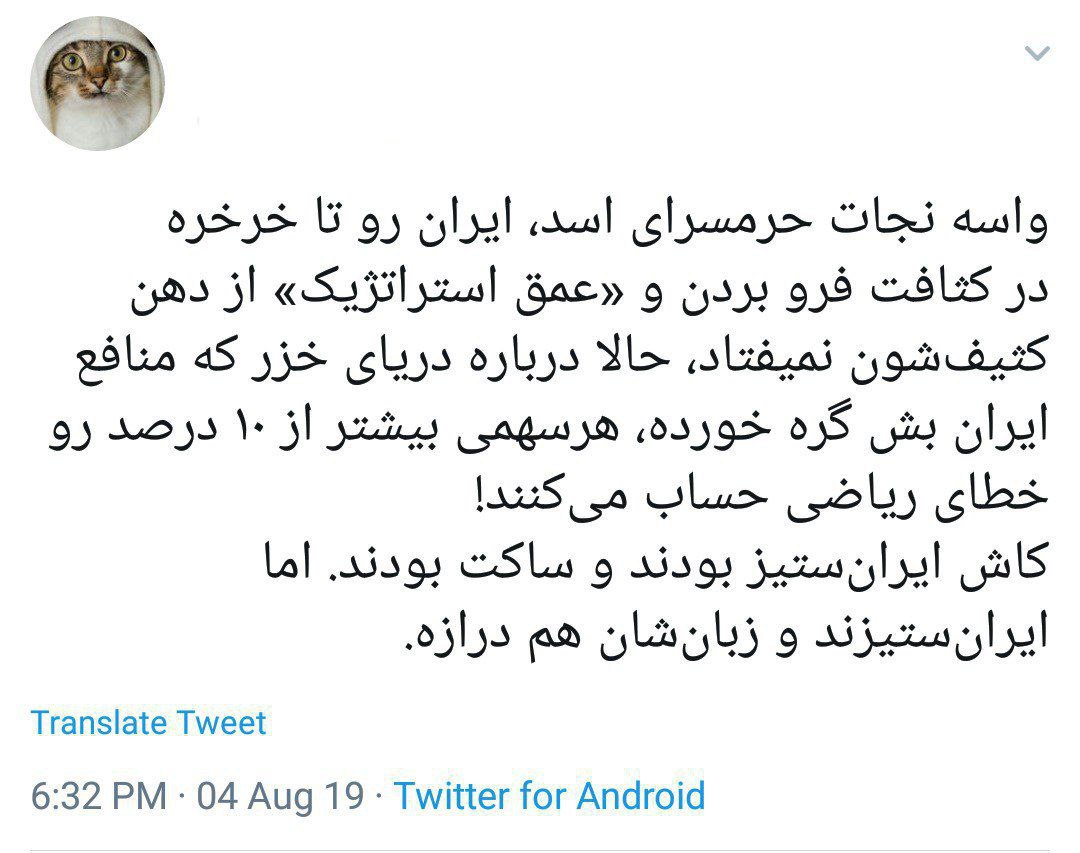 واسه نجات حرمسرای اسد، ایران رو تا خرخره
در کثافت فرو بردن و «عمق استراتژیک» از دهن
کثیف‌شون نمیفتاد، حالا درباره دریای خزر که منافع
ایران بش گره خورده، هرسهمی بیشتر از ۱۰ درصد رو
خطای ریاضی حساب می‌کنند!
کاش ایران‌ستیز بودند و ساکت بودند. اما
ایران‌ستیزند و زبان‌شان هم درازه.
Translate Tweet
6:32 PM · 04 Aug 19 · Twitter for Android